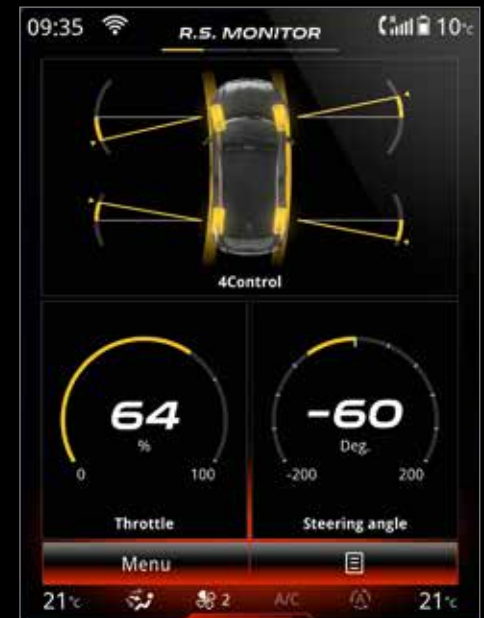 09:35 R.S. MONITOR 10°C
4Control
64 -60
% Deg.
0 100 -200 200
Throttle Steering angle
Menu
21°C 2 A/C A 21°C